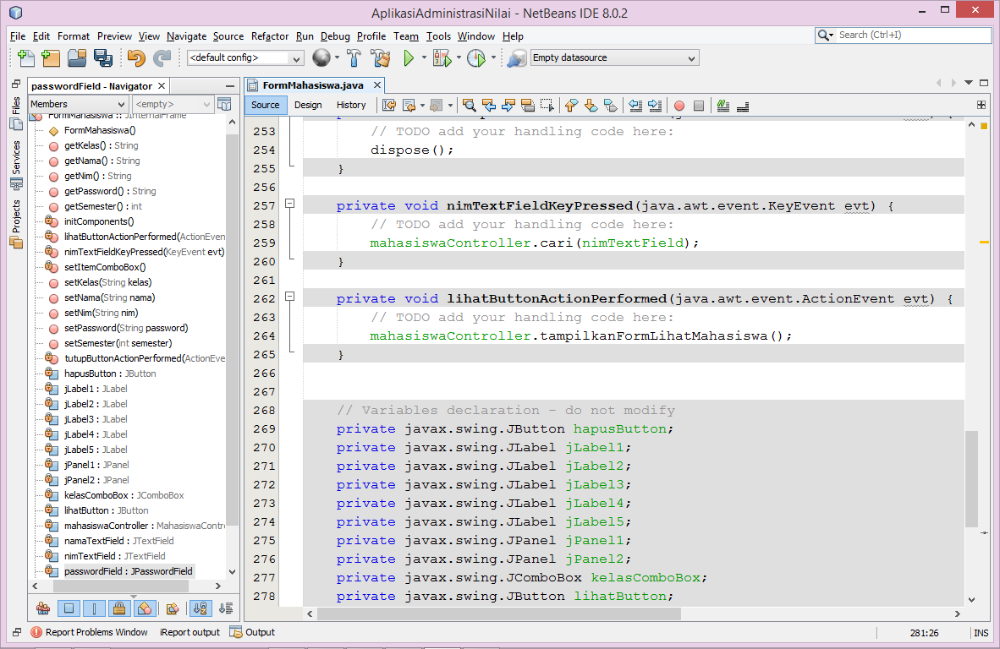 AplikasiAdministrasiNilai - NetBeans IDE 8.0.2
File Edit Format Preview View Navigate Source Refactor Run Debug Profile Team Tools Window Help
Search (Ctrl+I)
<default config>
Empty datasource
Files
Services
Projects
passwordField - Navigator
Members
<empty>
FormMahasiswa :: JInternalFrame
FormMahasiswa()
getKelas() : String
getNama() : String
getNim() : String
getPassword() : String
getSemester() : int
initComponents()
lihatButtonActionPerformed(ActionEven
nimTextFieldKeyPressed(KeyEvent evt)
setItemComboBox()
setKelas(String kelas)
setNama(String nama)
setNim(String nim)
setPassword(String password)
setSemester(int semester)
tutupButtonActionPerformed(ActionEve
hapusButton : JButton
jLabel1 : JLabel
jLabel2 : JLabel
jLabel3 : JLabel
jLabel4 : JLabel
jLabel5 : JLabel
jPanel1 : JPanel
jPanel2 : JPanel
kelasComboBox : JComboBox
lihatButton : JButton
mahasiswaController : MahasiswaContro
namaTextField : JTextField
nimTextField : JTextField
passwordField : JPasswordField
FormMahasiswa.java
Source Design History
253 // TODO add your handling code here:
254 dispose();
255 }
256
257 private void nimTextFieldKeyPressed(java.awt.event.KeyEvent evt) {
258 // TODO add your handling code here:
259 mahasiswaController.cari(nimTextField);
260 }
261
262 private void lihatButtonActionPerformed(java.awt.event.ActionEvent evt) {
263 // TODO add your handling code here:
264 mahasiswaController.tampilkanFormLihatMahasiswa();
265 }
266
267
268 // Variables declaration - do not modify
269 private javax.swing.JButton hapusButton;
270 private javax.swing.JLabel jLabel1;
271 private javax.swing.JLabel jLabel2;
272 private javax.swing.JLabel jLabel3;
273 private javax.swing.JLabel jLabel4;
274 private javax.swing.JLabel jLabel5;
275 private javax.swing.JPanel jPanel1;
276 private javax.swing.JPanel jPanel2;
277 private javax.swing.JComboBox kelasComboBox;
278 private javax.swing.JButton lihatButton;
Report Problems Window iReport output Output
281:26 INS